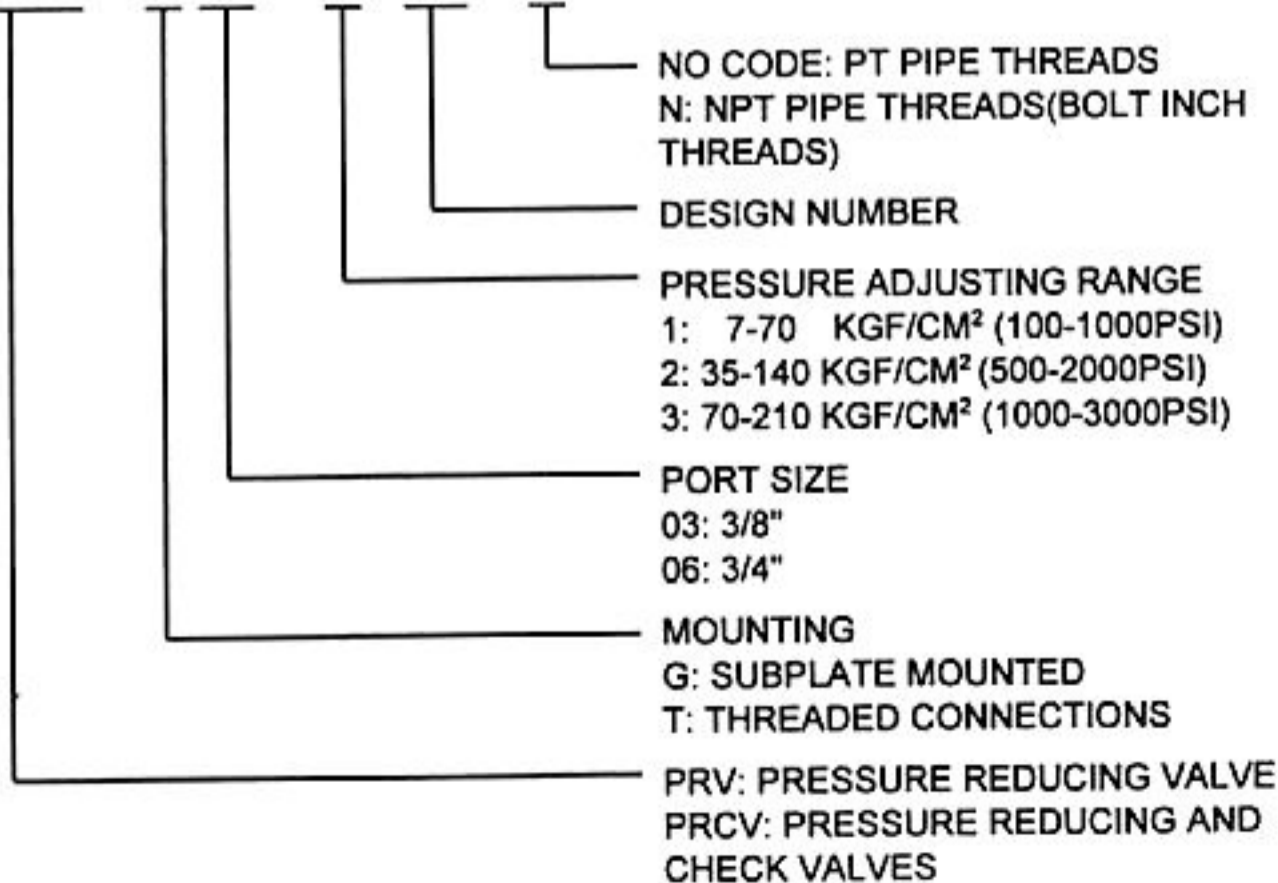 NO CODE: PT PIPE THREADS
N: NPT PIPE THREADS(BOLT INCH
THREADS)
DESIGN NUMBER
PRESSURE ADJUSTING RANGE
1: 7-70 KGF/CM² (100-1000PSI)
2: 35-140 KGF/CM² (500-2000PSI)
3: 70-210 KGF/CM² (1000-3000PSI)
PORT SIZE
03: 3/8"
06: 3/4"
MOUNTING
G: SUBPLATE MOUNTED
T: THREADED CONNECTIONS
PRV: PRESSURE REDUCING VALVE
PRCV: PRESSURE REDUCING AND
CHECK VALVES